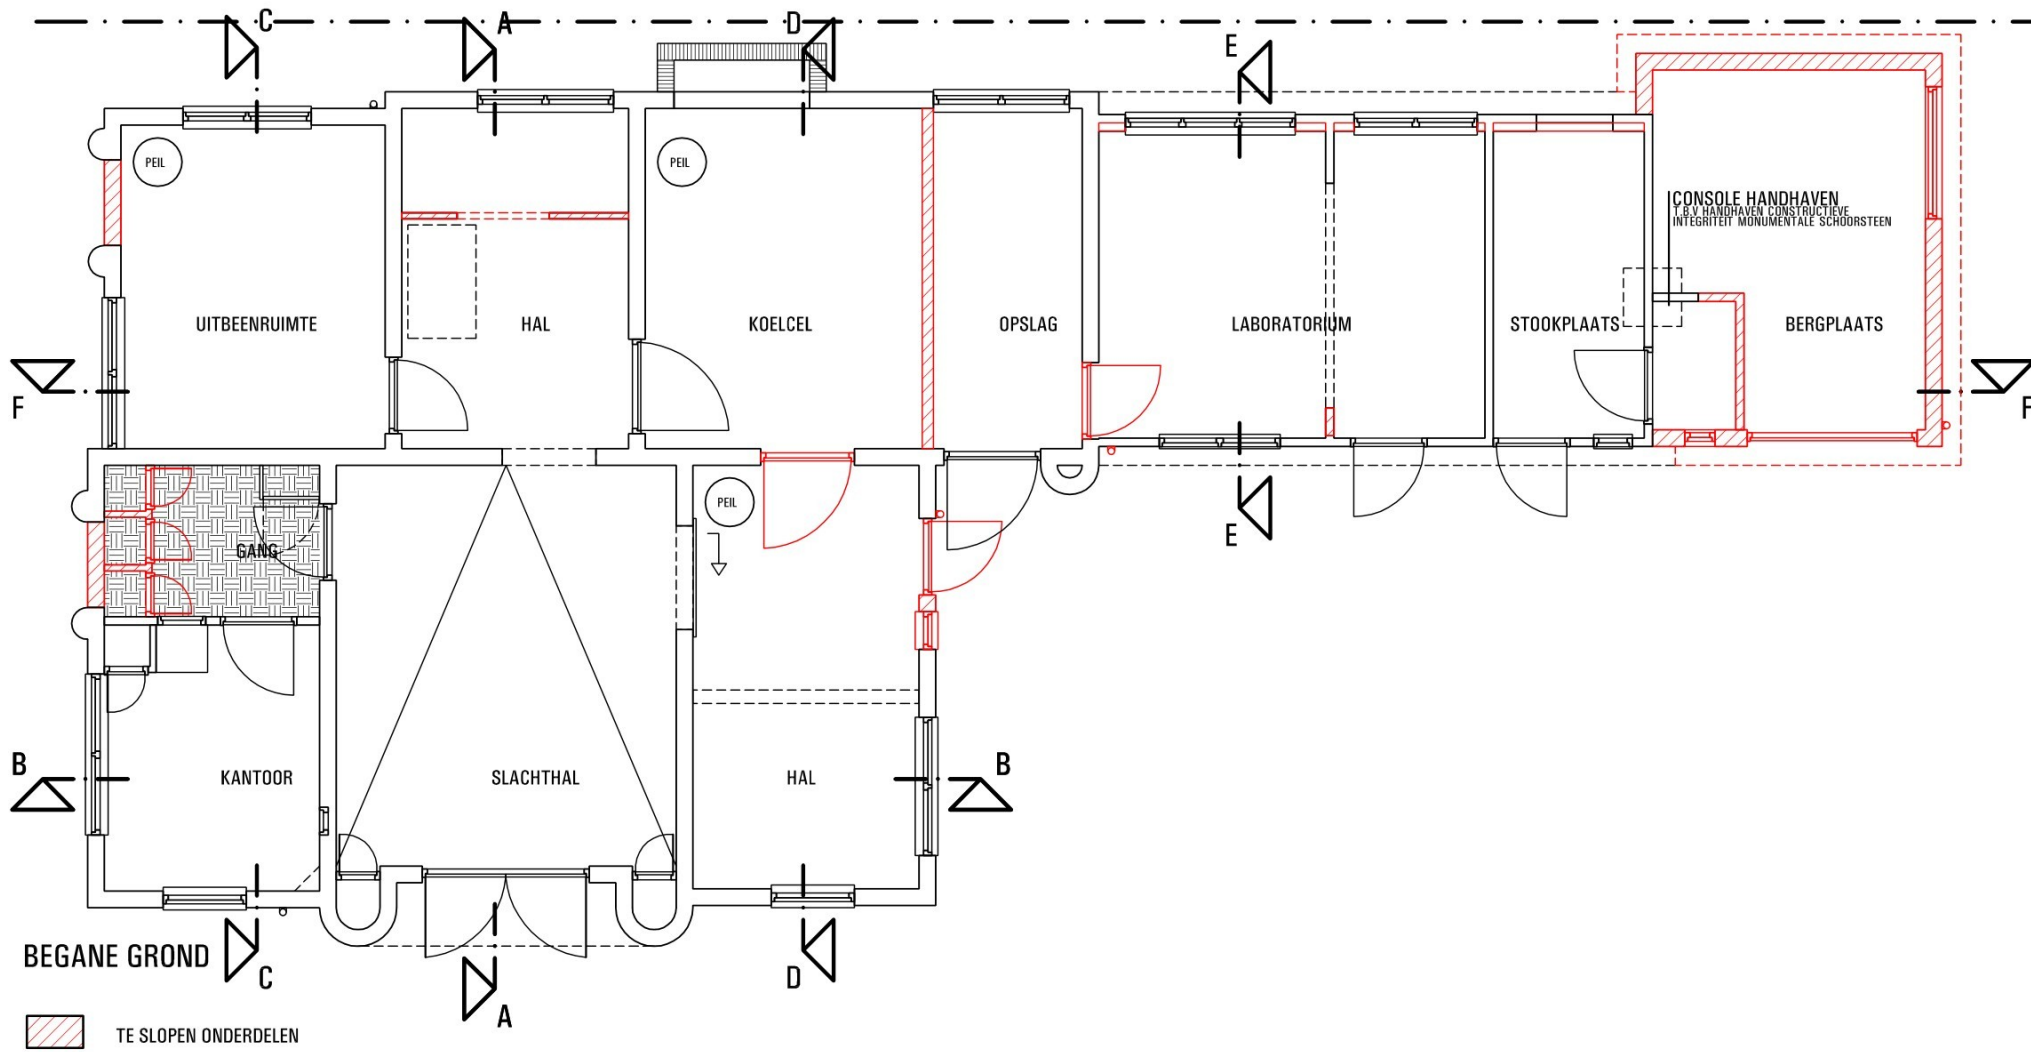 C
A
D
E
PEIL
PEIL
CONSOLE HANDHAVEN
T.B.V HANDHAVEN CONSTRUCTIEVE
INTEGRITEIT MONUMENTALE SCHOORSTEEN
UITBEENRUIMTE
HAL
KOELCEL
OPSLAG
LABORATORIUM
STOOKPLAATS
BERGPLAATS
F
F
PEIL
E
GANG
B
B
KANTOOR
SLACHTHAL
HAL
BEGANE GROND
C
D
A
TE SLOPEN ONDERDELEN